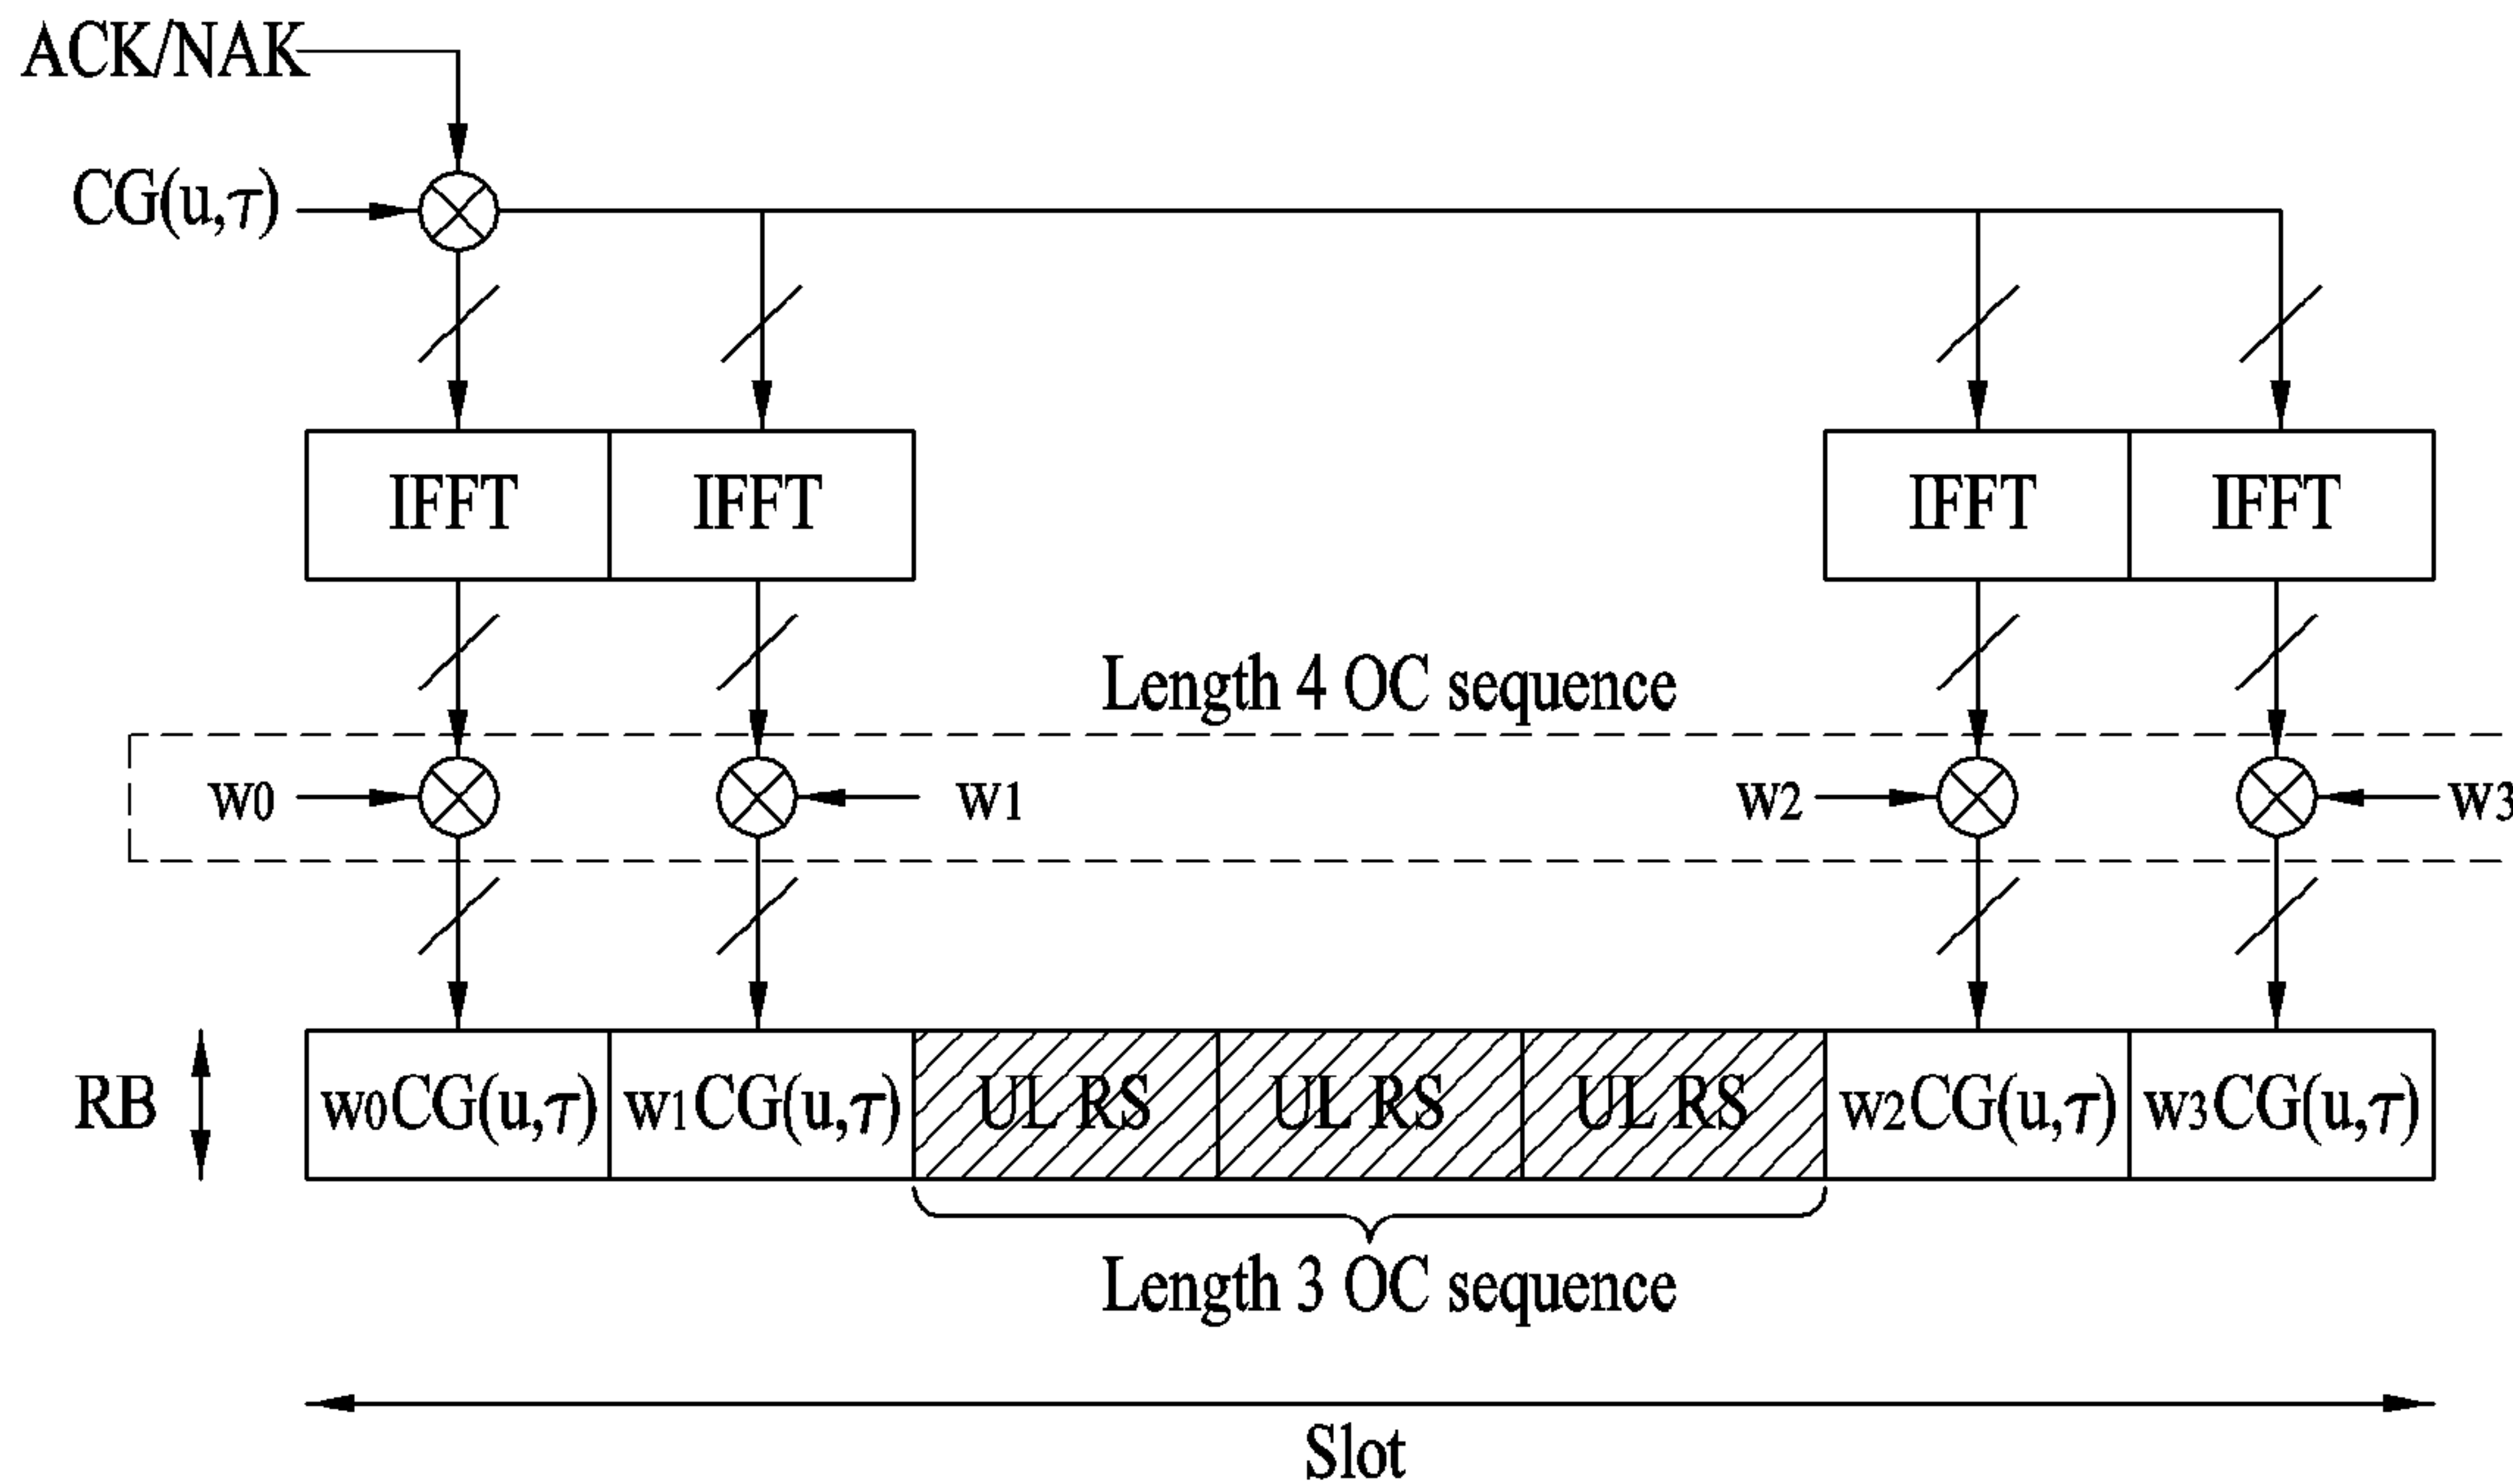 ACK/NAK
CG(u,τ)
IFFT IFFT IFFT IFFT
Length 4 OC sequence
w0 w1 w2 w3
RB w0CG(u,τ) w1CG(u,τ) UL RS UL RS UL RS w2CG(u,τ) w3CG(u,τ)
Length 3 OC sequence
Slot